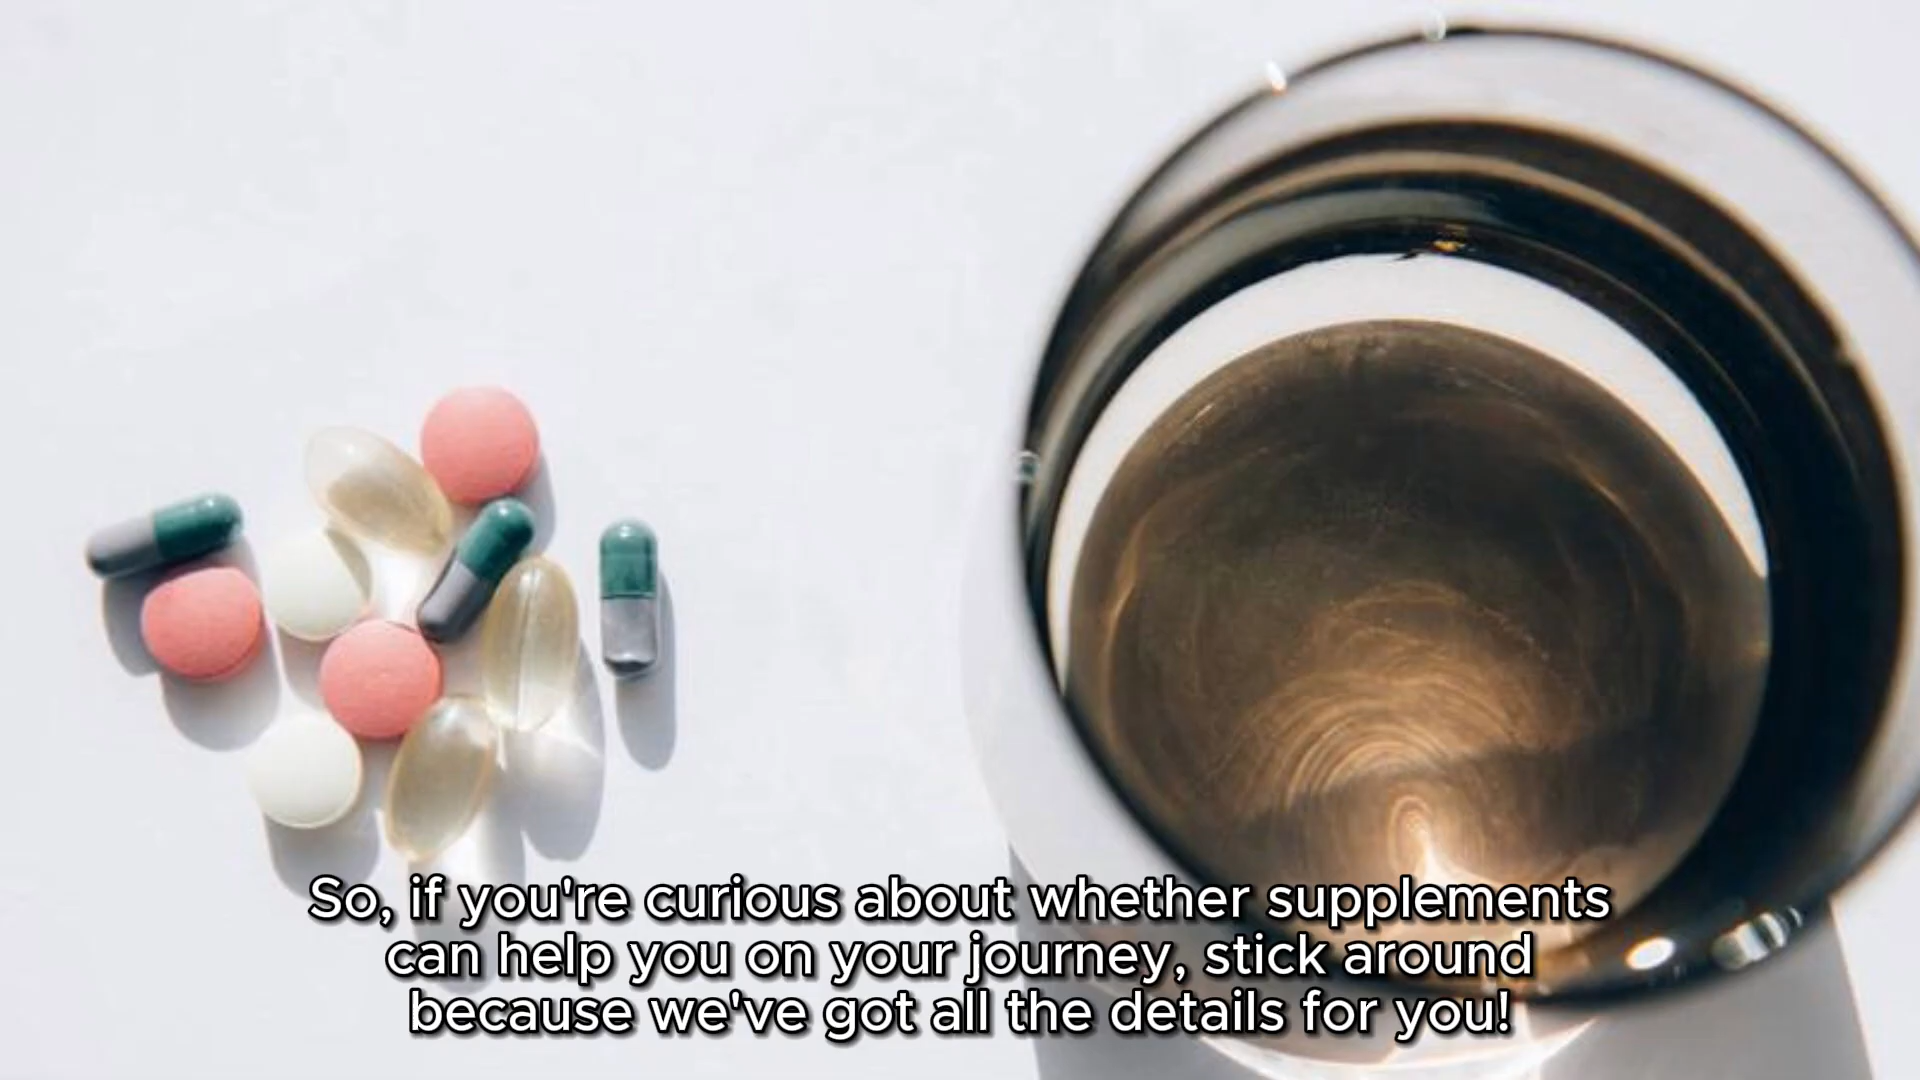 So, if you're curious about whether supplements
can help you on your journey, stick around
because we've got all the details for you!